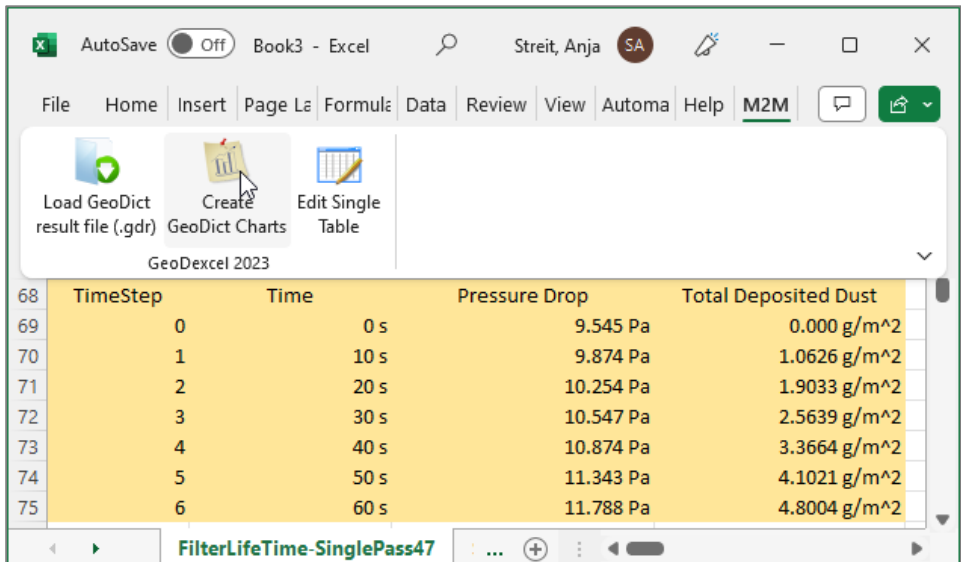 AutoSave Off Book3 - Excel Streit, Anja SA
File Home Insert Page La Formula Data Review View Automa Help M2M
Load GeoDict Create Edit Single
result file (.gdr) GeoDict Charts Table
GeoDexcel 2023
68 TimeStep Time Pressure Drop Total Deposited Dust
69 0 0 s 9.545 Pa 0.000 g/m^2
70 1 10 s 9.874 Pa 1.0626 g/m^2
71 2 20 s 10.254 Pa 1.9033 g/m^2
72 3 30 s 10.547 Pa 2.5639 g/m^2
73 4 40 s 10.874 Pa 3.3664 g/m^2
74 5 50 s 11.343 Pa 4.1021 g/m^2
75 6 60 s 11.788 Pa 4.8004 g/m^2
FilterLifeTime-SinglePass47 ...